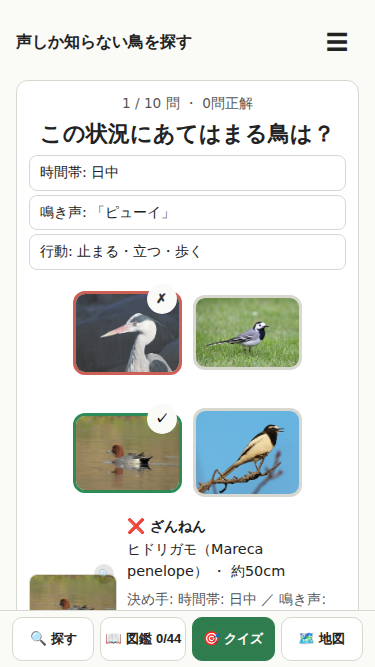 声しか知らない鳥を探す
☰
1 / 10 問 ・ 0問正解
この状況にあてはまる鳥は？
時間帯: 日中
鳴き声: 「ピューイ」
行動: 止まる・立つ・歩く
✗
✓
❌ ざんねん
ヒドリガモ（Mareca
penelope） ・ 約50cm
決め手: 時間帯: 日中 ／ 鳴き声:
🔍 探す
📖 図鑑 0/44
🎯 クイズ
🗺️ 地図